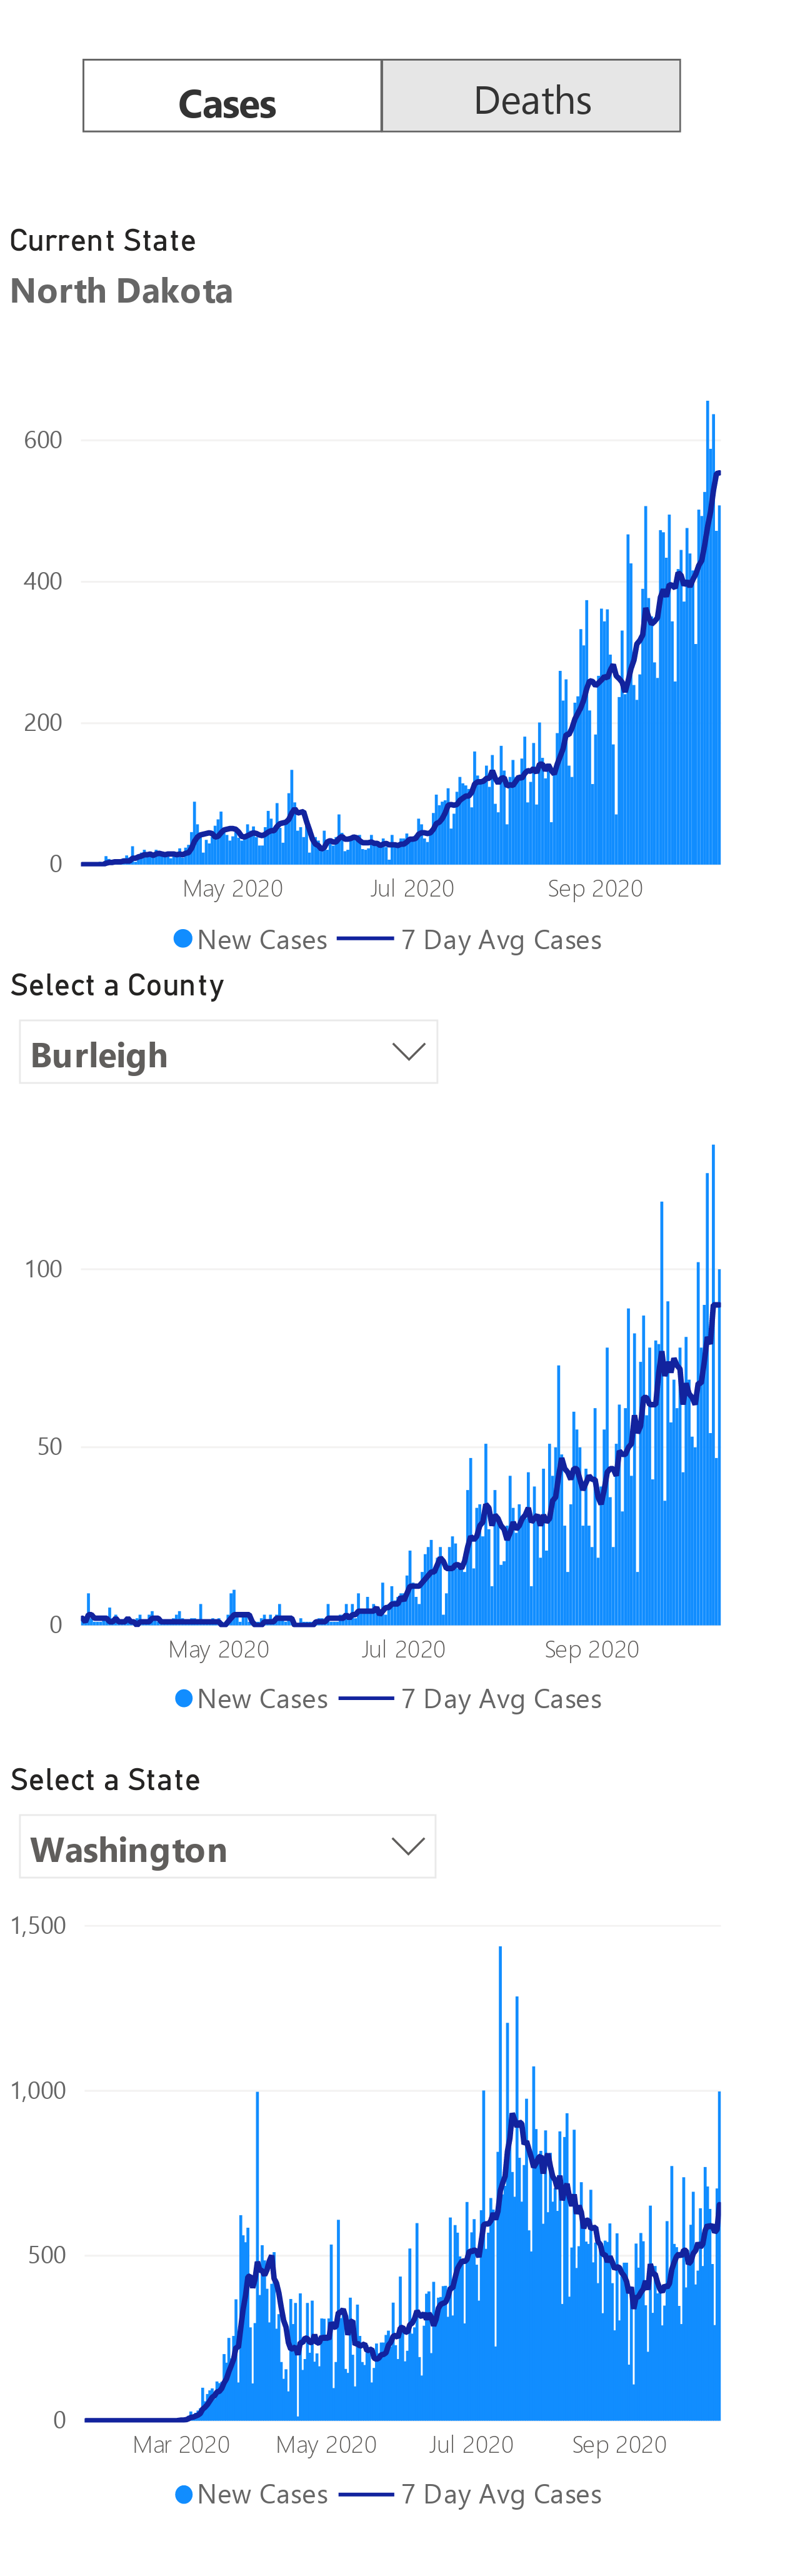 Cases Deaths
Current State
North Dakota
600
400
200
0
May 2020 Jul 2020 Sep 2020
New Cases 7 Day Avg Cases
Select a County
Burleigh
100
50
0
May 2020 Jul 2020 Sep 2020
New Cases 7 Day Avg Cases
Select a State
Washington
1,500
1,000
500
0
Mar 2020 May 2020 Jul 2020 Sep 2020
New Cases 7 Day Avg Cases